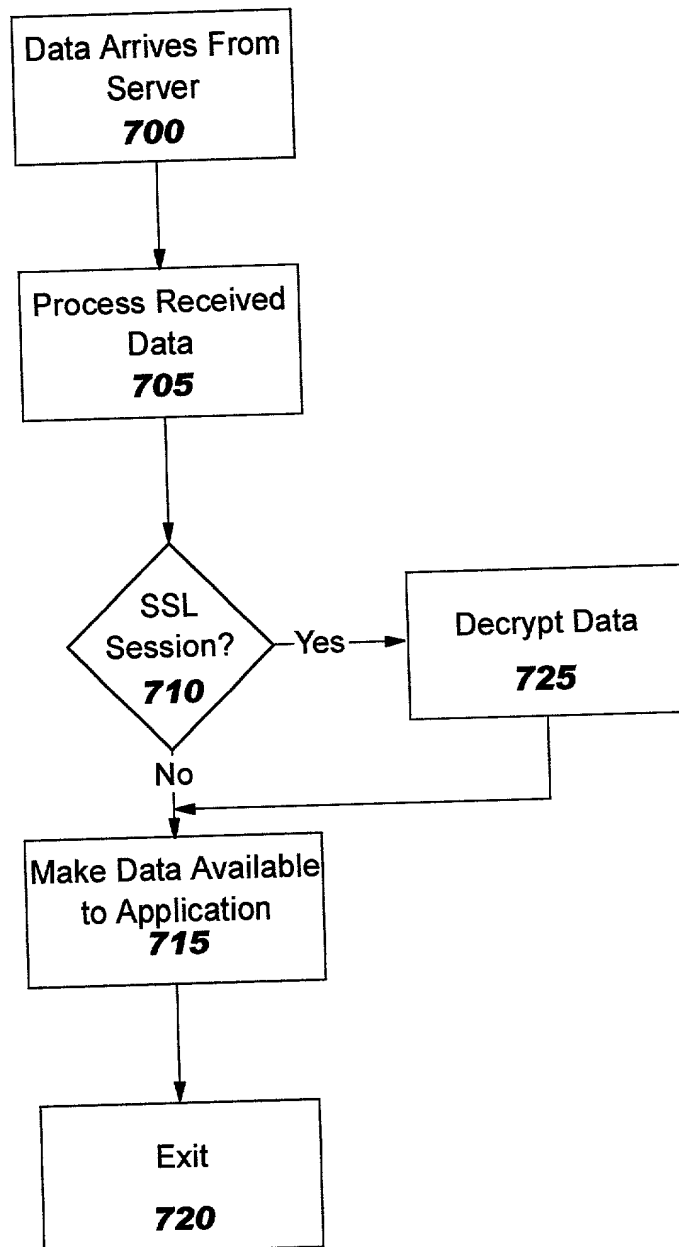 Data Arrives From
Server
700
Process Received
Data
705
SSL
Session?
710
Yes
Decrypt Data
725
No
Make Data Available
to Application
715
Exit
720